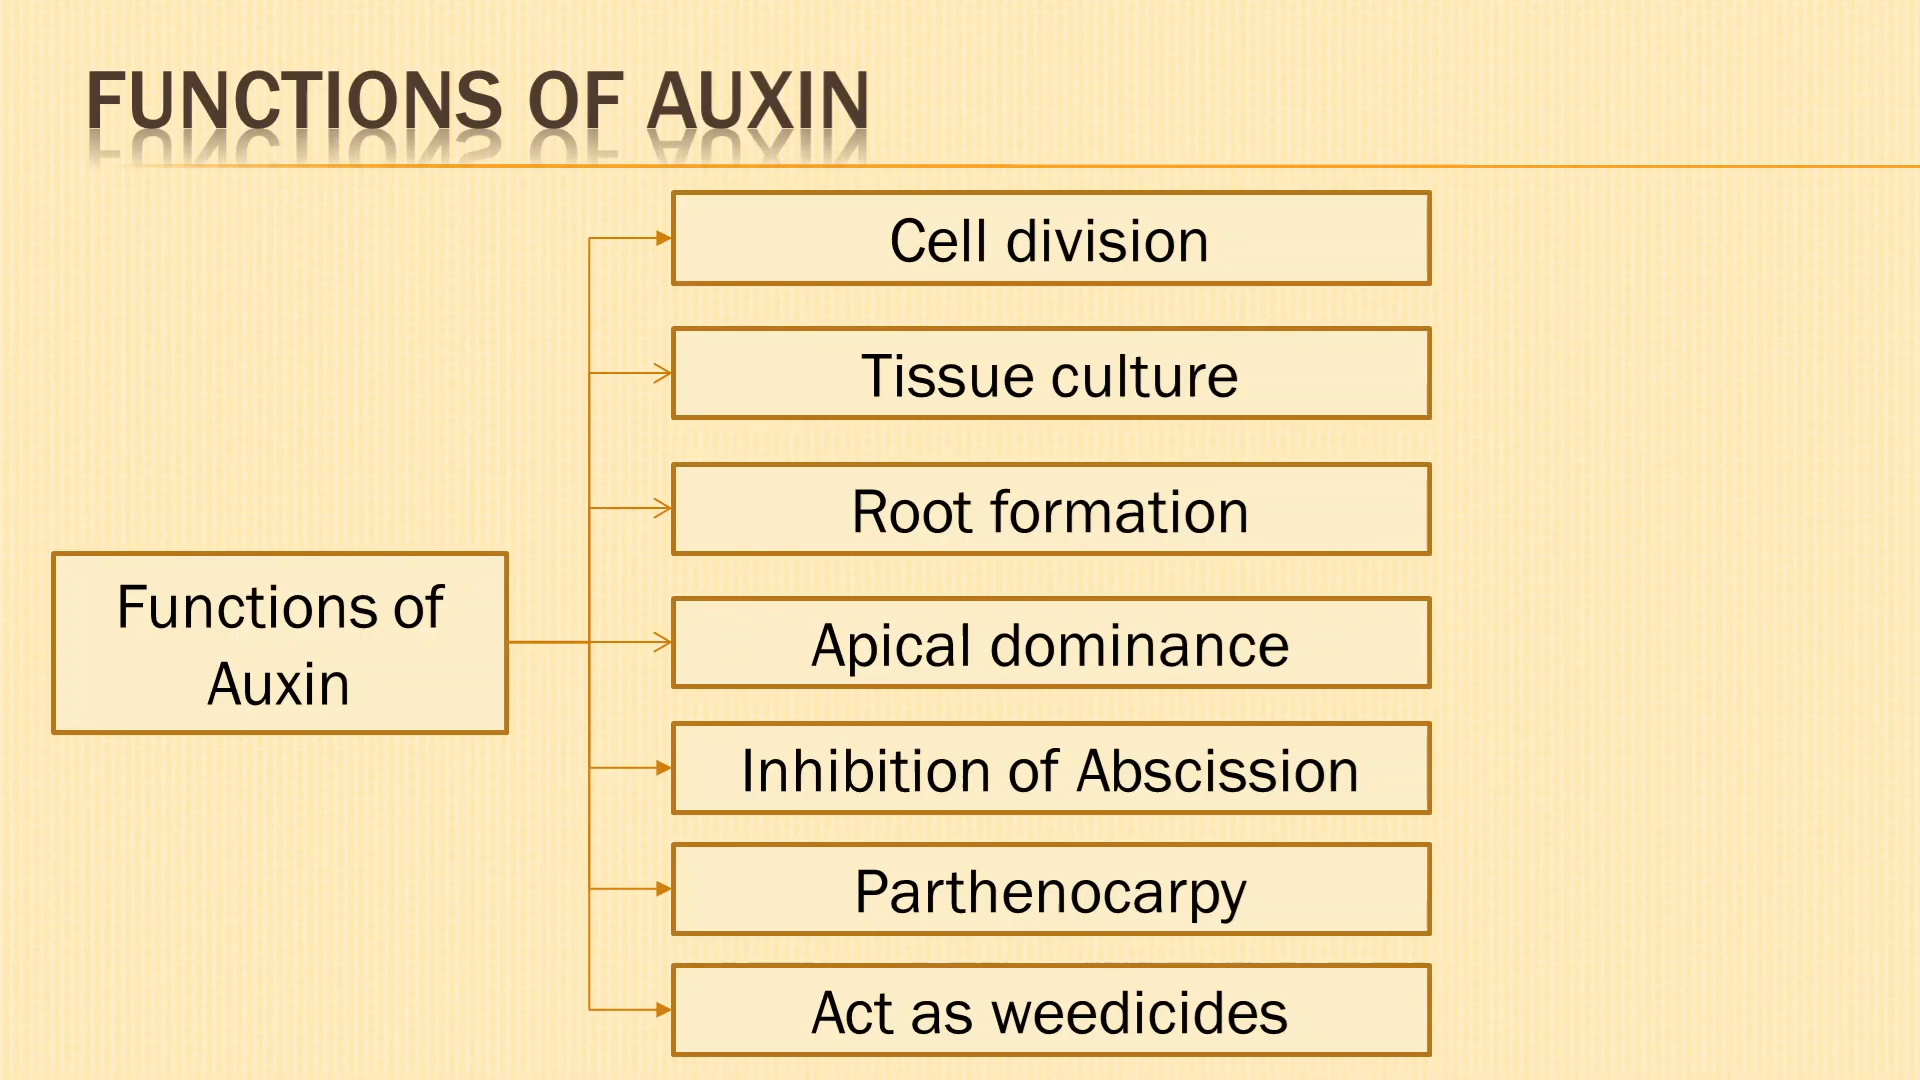 FUNCTIONS OF AUXIN
Cell division
Tissue culture
Root formation
Functions of
Auxin
Apical dominance
Inhibition of Abscission
Parthenocarpy
Act as weedicides